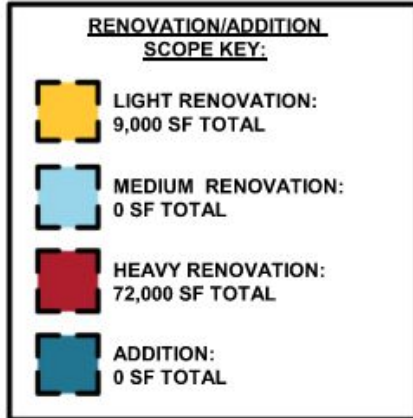 RENOVATION/ADDITION
SCOPE KEY:
LIGHT RENOVATION:
9,000 SF TOTAL
MEDIUM RENOVATION:
0 SF TOTAL
HEAVY RENOVATION:
72,000 SF TOTAL
ADDITION:
0 SF TOTAL